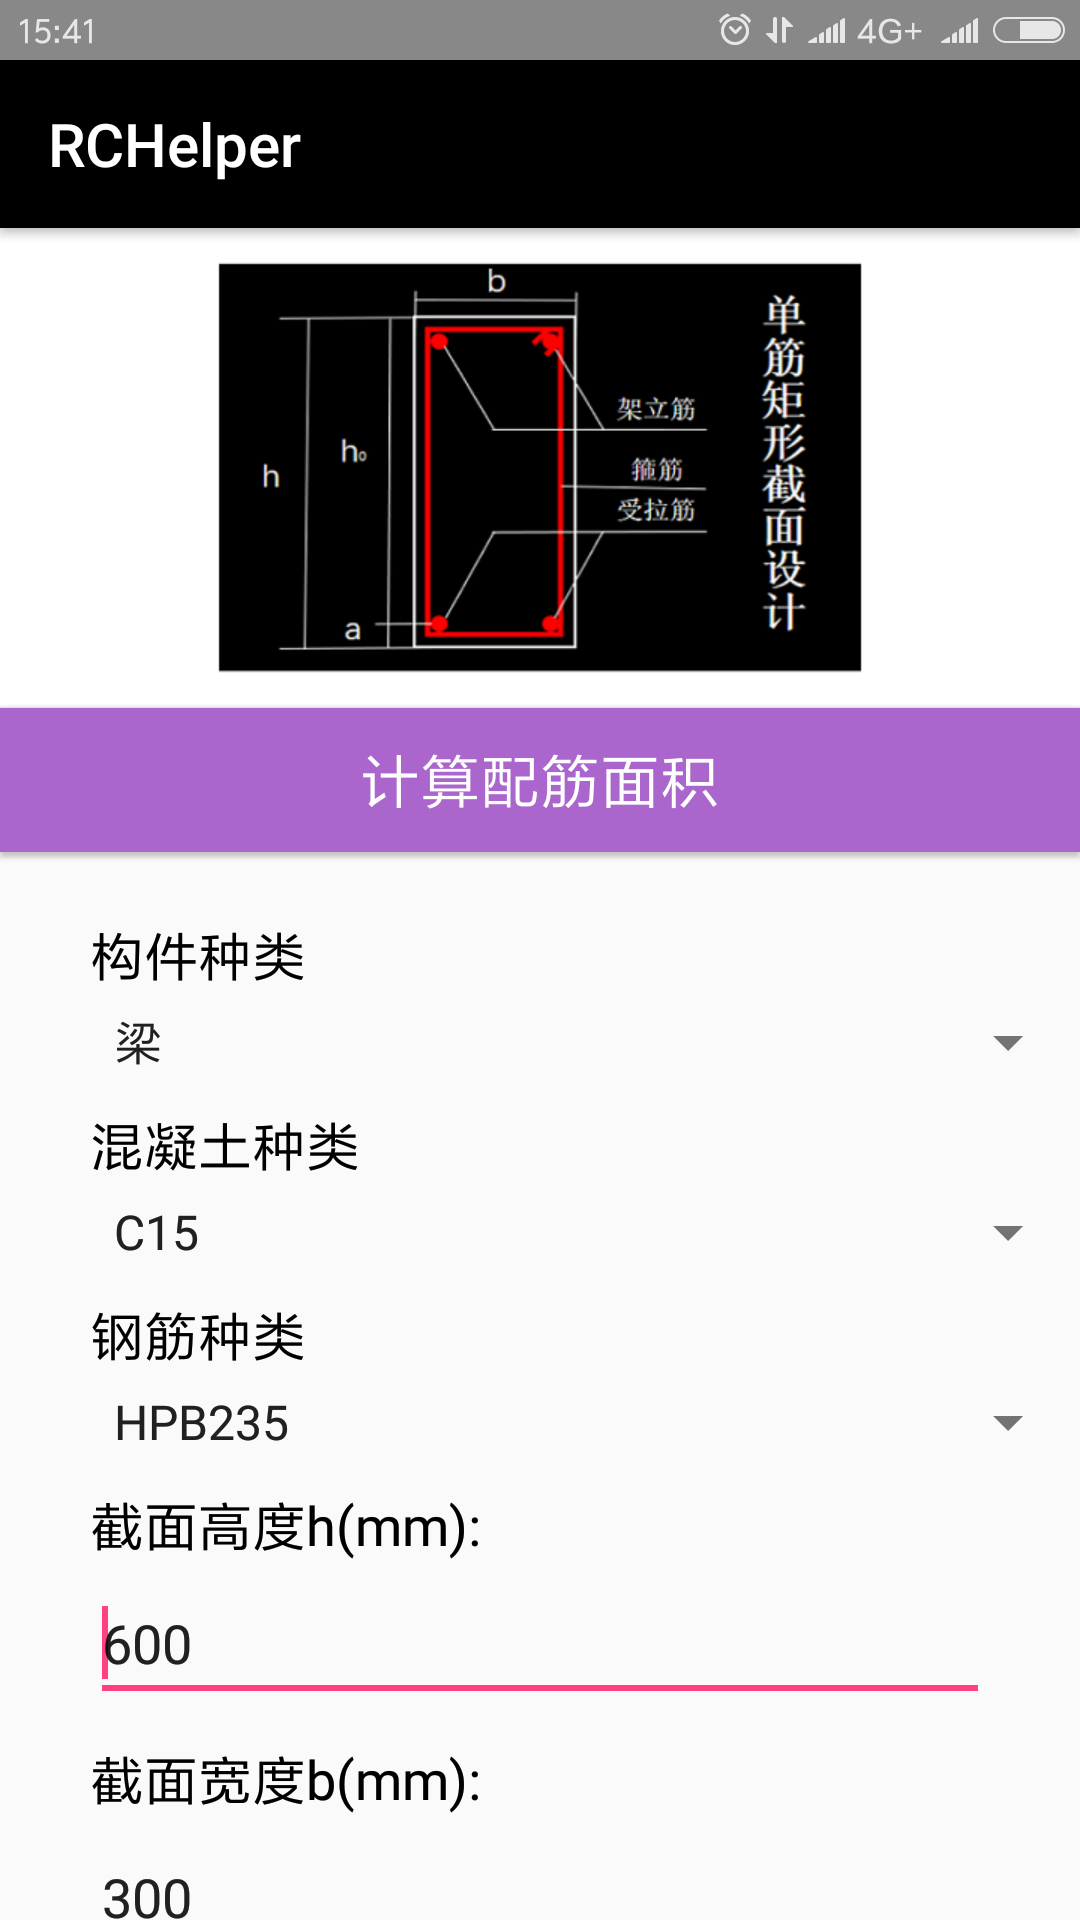 15:41
4G+
RCHelper
b
单筋矩形截面设计
架立筋
h0
箍筋
h
受拉筋
a
计算配筋面积
构件种类
梁
混凝土种类
C15
钢筋种类
HPB235
截面高度h(mm):
600
截面宽度b(mm):
300